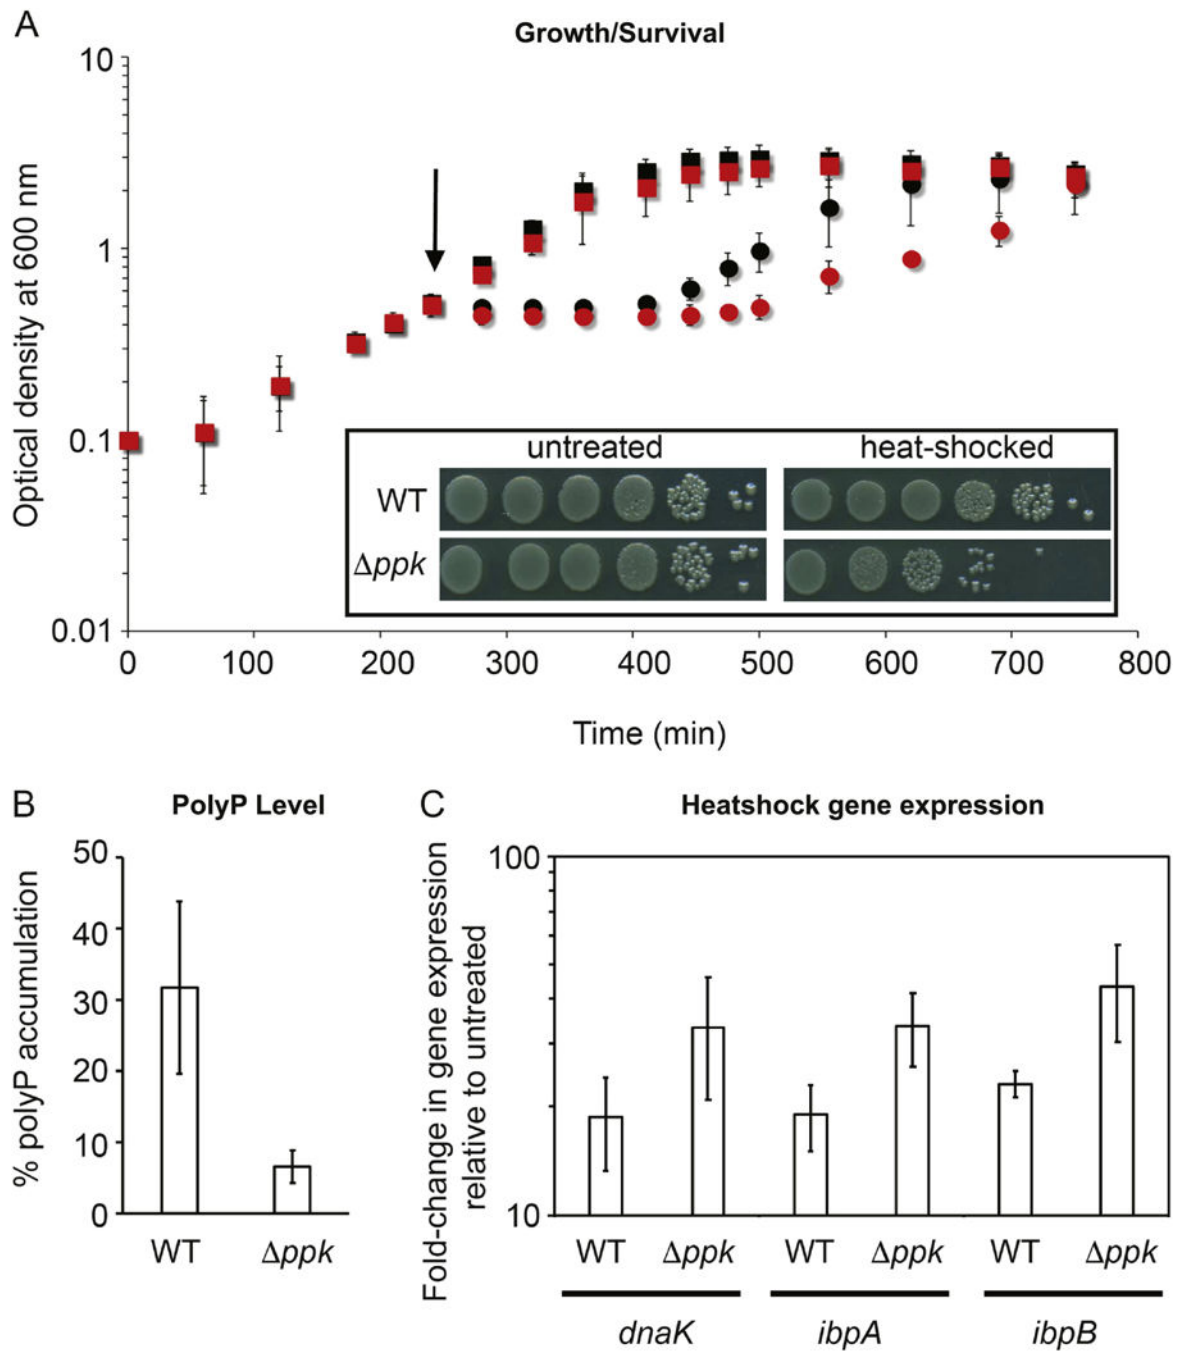 A
Growth/Survival
Optical density at 600 nm
10
1
0.1
0.01
untreated
heat-shocked
WT
Δppk
0
100
200
300
400
500
600
700
800
Time (min)
B
PolyP Level
% polyP accumulation
50
40
30
20
10
0
WT
Δppk
C
Heatshock gene expression
Fold-change in gene expression
relative to untreated
100
10
WT
Δppk
WT
Δppk
WT
Δppk
dnaK
ibpA
ibpB